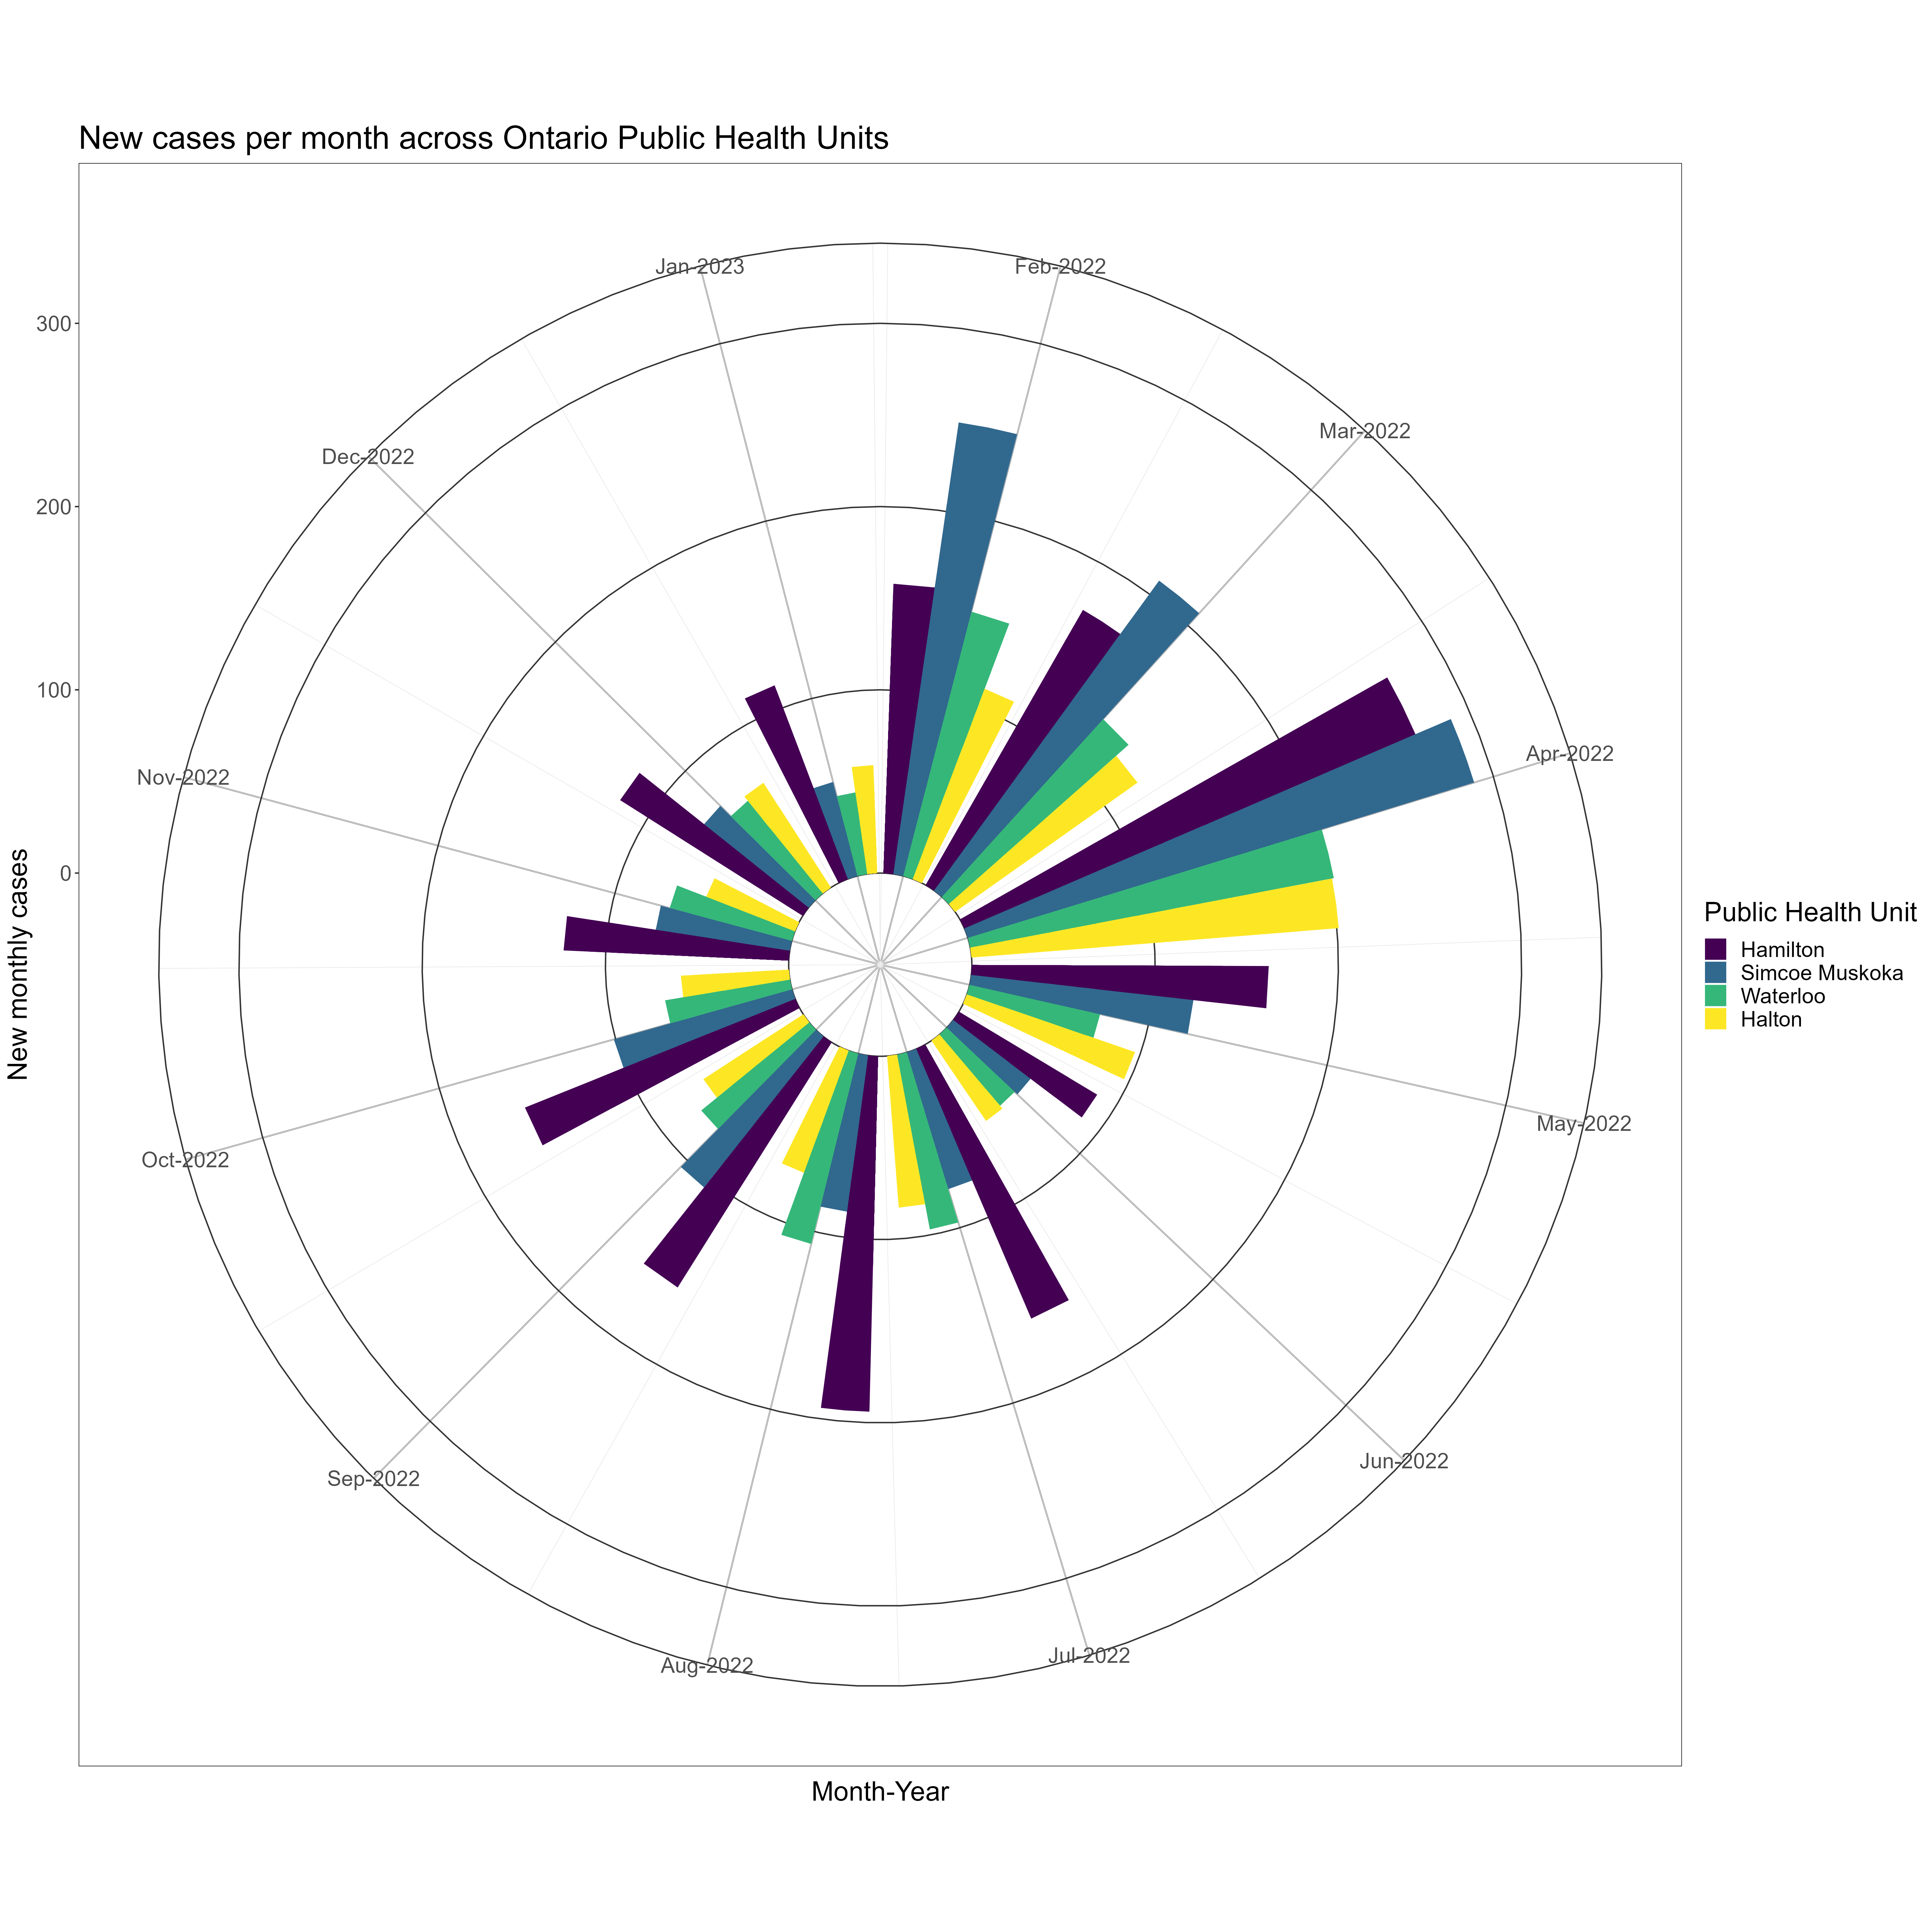 New cases per month across Ontario Public Health Units
Jan-2023
Feb-2022
Mar-2022
Dec-2022
Apr-2022
Nov-2022
May-2022
Oct-2022
Jun-2022
Sep-2022
Jul-2022
Aug-2022
300
200
100
0
New monthly cases
Month-Year
Public Health Unit
Hamilton
Simcoe Muskoka
Waterloo
Halton